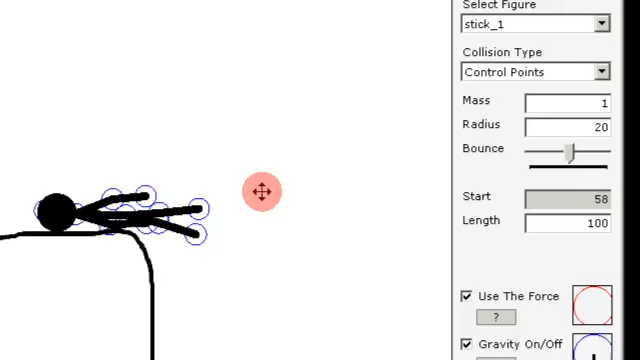 Select Figure
stick_1
Collision Type
Control Points
Mass 1
Radius 20
Bounce
Start 58
Length 100
Use The Force
?
Gravity On/Off